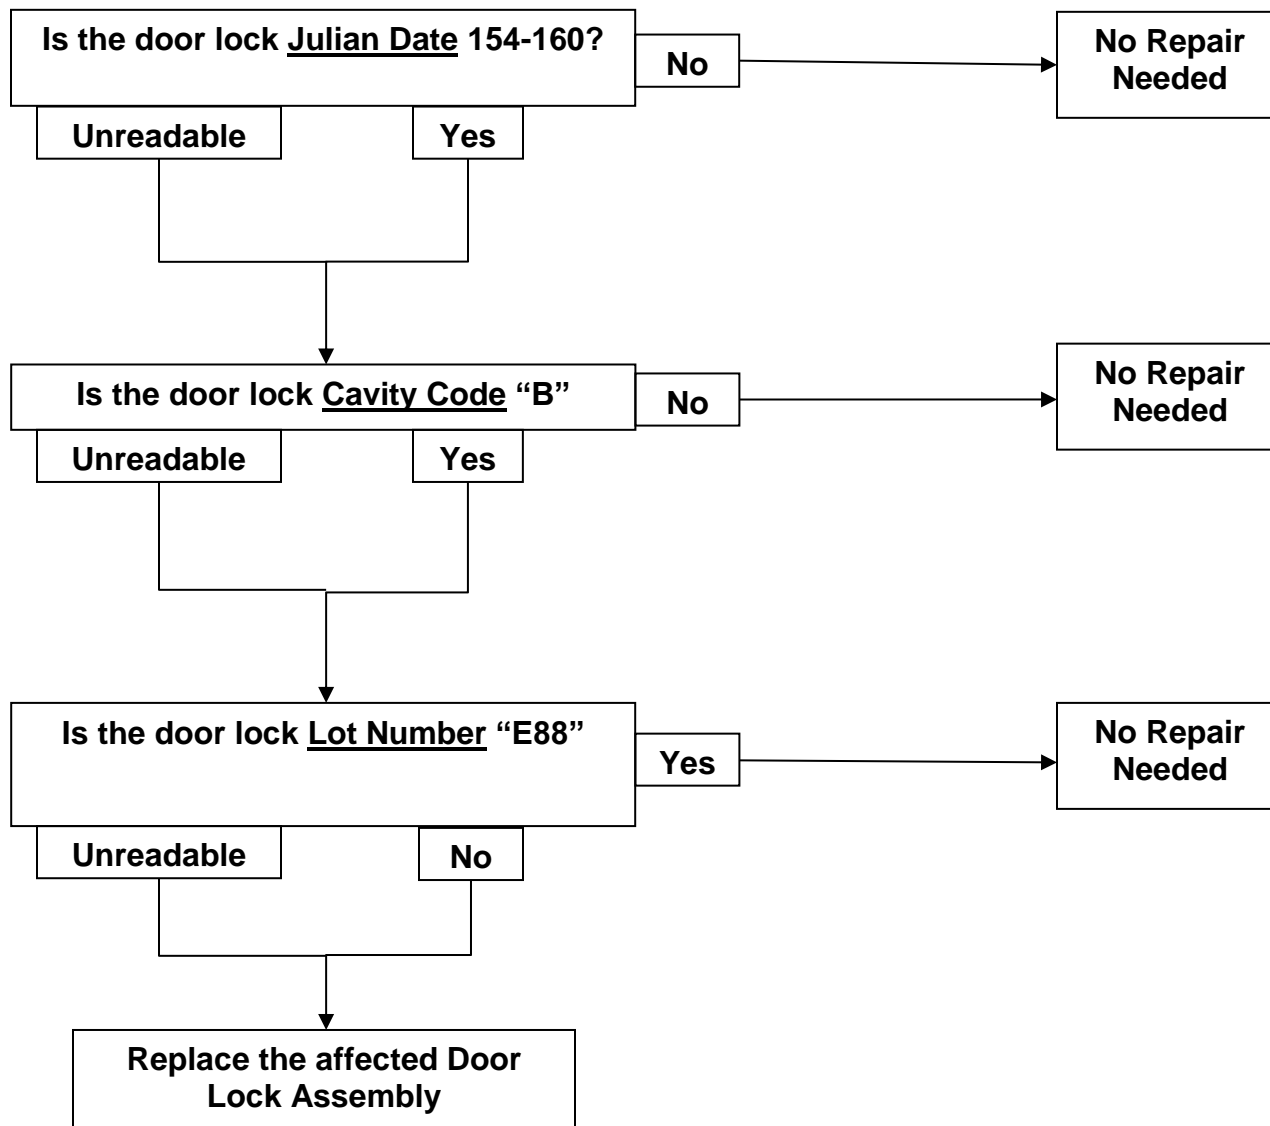 Is the door lock Julian Date 154-160?
No
No Repair
Needed
Unreadable
Yes
Is the door lock Cavity Code “B”
No
No Repair
Needed
Unreadable
Yes
Is the door lock Lot Number “E88”
Yes
No Repair
Needed
Unreadable
No
Replace the affected Door
Lock Assembly